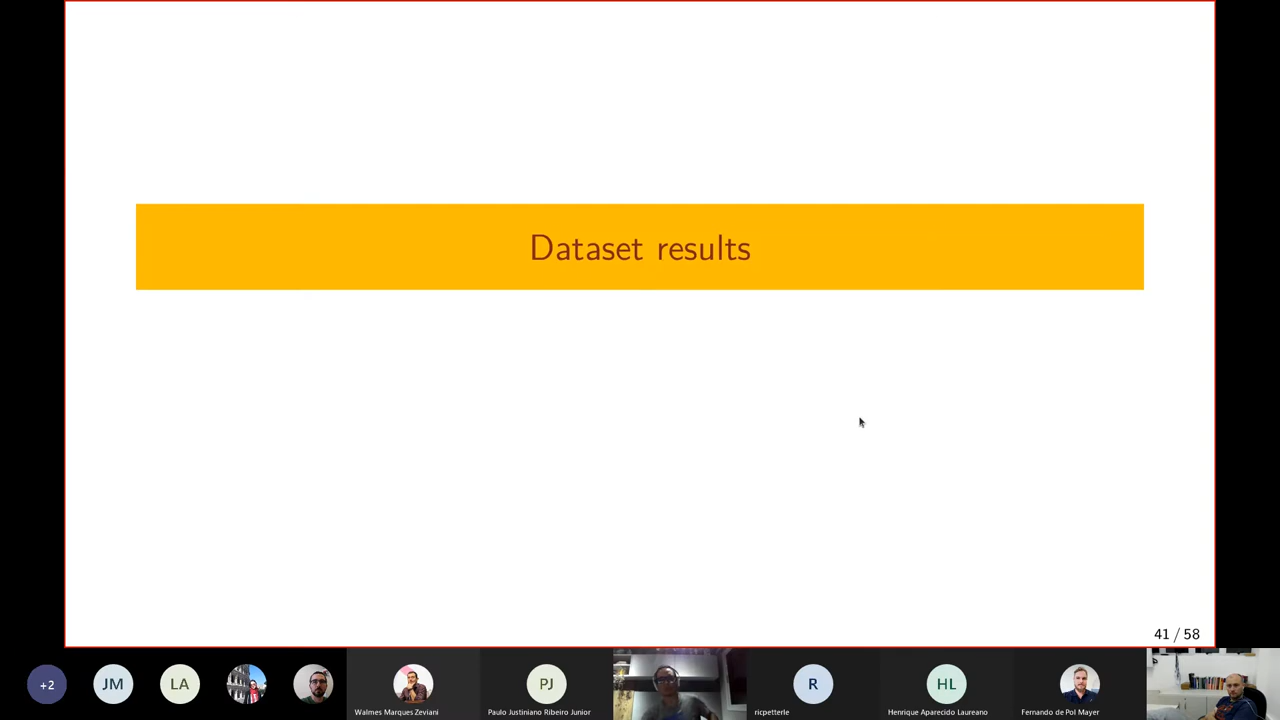 Dataset results
41 / 58
+2
JM
LA
Walmes Marques Zeviani
PJ
Paulo Justiniano Ribeiro Junior
R
ricpetterle
HL
Henrique Aparecido Laureano
Fernando de Pol Mayer